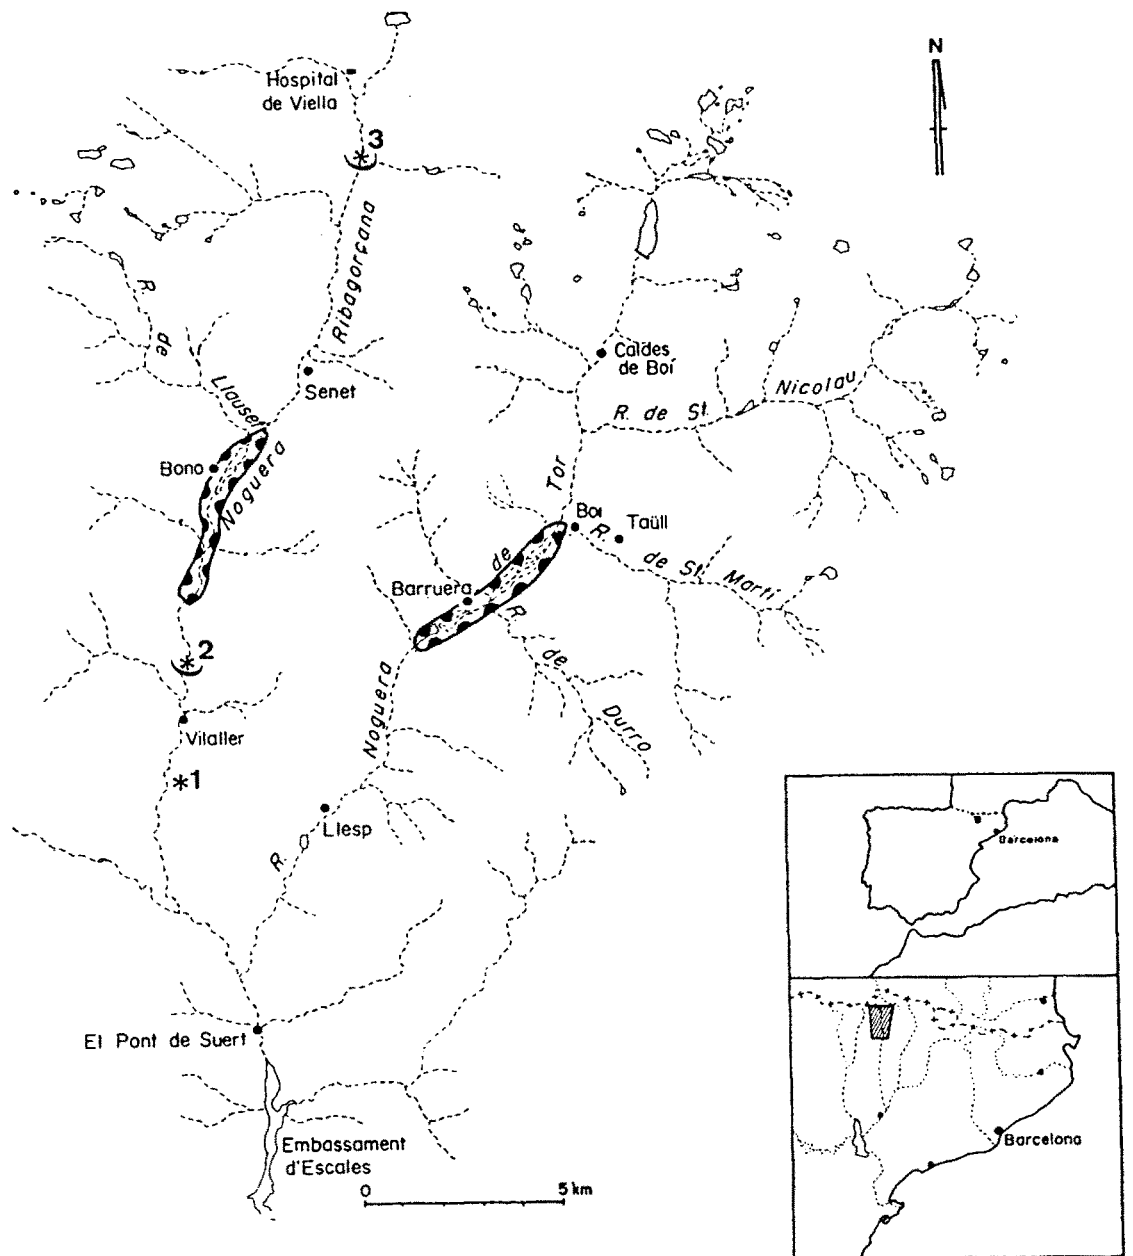 N
Hospital
de Viella
3
Ribagorçana
R. de Llauser
Caldes
de Boí
Senet
Nicolau
R. de St.
Bono
Noguera
Tor
Boí
Taüll
R. de St. Martí
de
Barruera
R. de Durro
2
Noguera
Vilaller
1
Llesp
R.
Barcelona
El Pont de Suert
Embassament
d'Escales
Barcelona
0 5 km